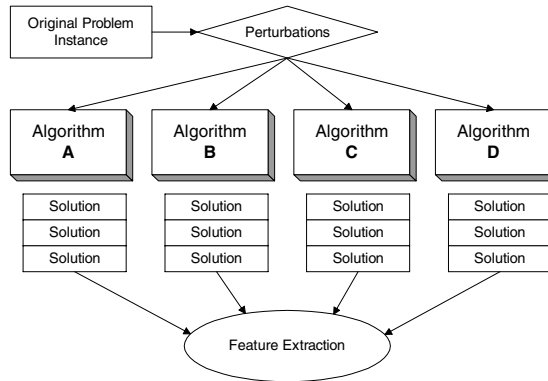 Original Problem
Instance
Perturbations
Algorithm
A
Algorithm
B
Algorithm
C
Algorithm
D
Solution
Solution
Solution
Solution
Solution
Solution
Solution
Solution
Solution
Solution
Solution
Solution
Feature Extraction